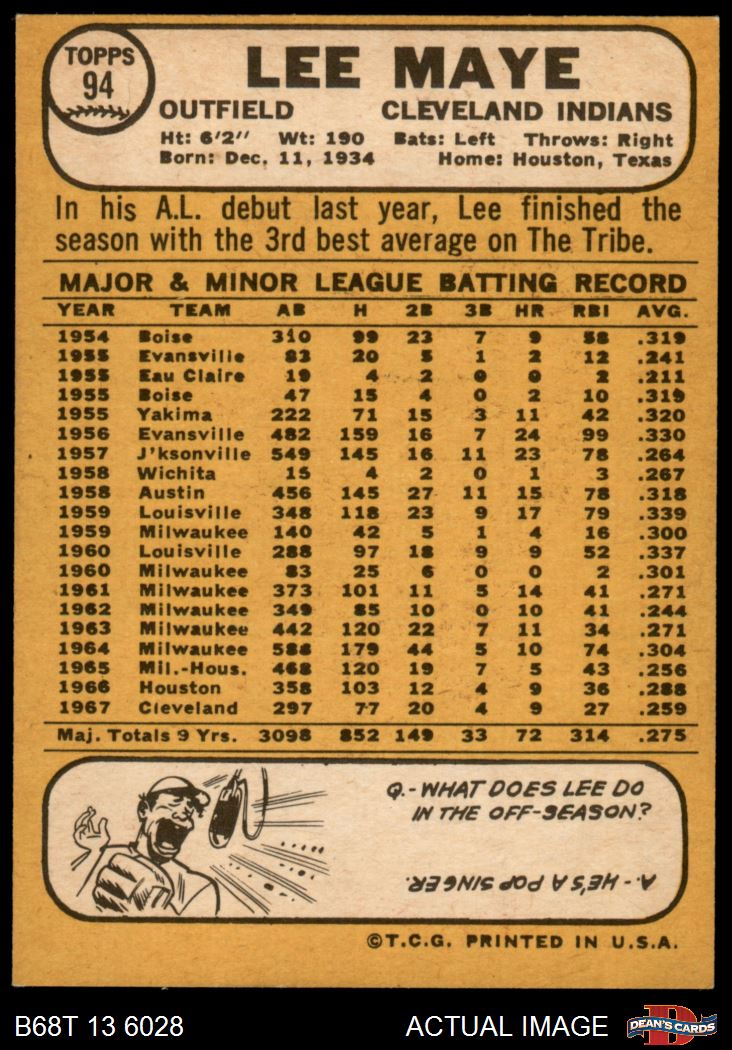 TOPPS
94
LEE MAYE
OUTFIELD CLEVELAND INDIANS
Ht: 6'2" Wt: 190 Bats: Left Throws: Right
Born: Dec. 11, 1934 Home: Houston, Texas
In his A.L. debut last year, Lee finished the
season with the 3rd best average on The Tribe.
MAJOR & MINOR LEAGUE BATTING RECORD
YEAR TEAM AB H 2B 3B HR RBI AVG.
1954 Boise 310 99 23 7 9 58 .319
1955 Evansville 83 20 5 1 2 12 .241
1955 Eau Claire 19 4 2 0 0 2 .211
1955 Boise 47 15 4 0 2 10 .319
1955 Yakima 222 71 15 3 11 42 .320
1956 Evansville 482 159 16 7 24 99 .330
1957 J'ksonville 549 145 16 11 23 78 .264
1958 Wichita 15 4 2 0 1 3 .267
1958 Austin 456 145 27 11 15 78 .318
1959 Louisville 348 118 23 9 17 79 .339
1959 Milwaukee 140 42 5 1 4 16 .300
1960 Louisville 288 97 18 9 9 52 .337
1960 Milwaukee 83 25 6 0 0 2 .301
1961 Milwaukee 373 101 11 5 14 41 .271
1962 Milwaukee 349 85 10 0 10 41 .244
1963 Milwaukee 442 120 22 7 11 34 .271
1964 Milwaukee 588 179 44 5 10 74 .304
1965 Mil.-Hous. 468 120 19 7 5 43 .256
1966 Houston 358 103 12 4 9 36 .288
1967 Cleveland 297 77 20 4 9 27 .259
Maj. Totals 9 Yrs. 3098 852 149 33 72 314 .275
Q.- WHAT DOES LEE DO
IN THE OFF-SEASON?
A.- HE'S A POP SINGER.
©T.C.G. PRINTED IN U.S.A.
B68T 13 6028 ACTUAL IMAGE DEAN'S CARDS